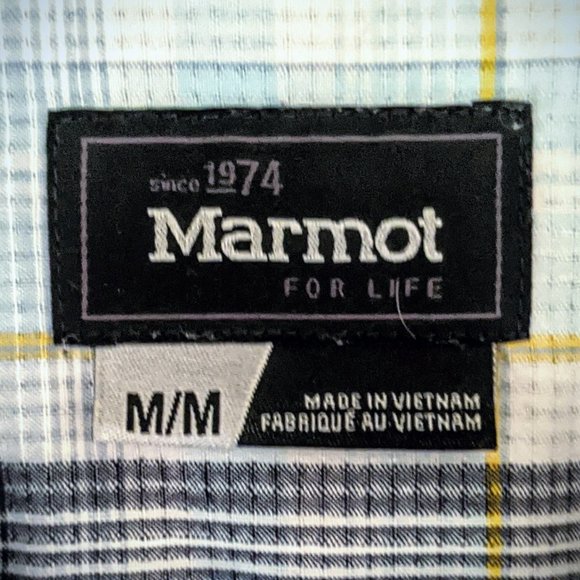 since 1974
Marmot
FOR LIFE
M/M
MADE IN VIETNAM
FABRIQUÉ AU VIETNAM